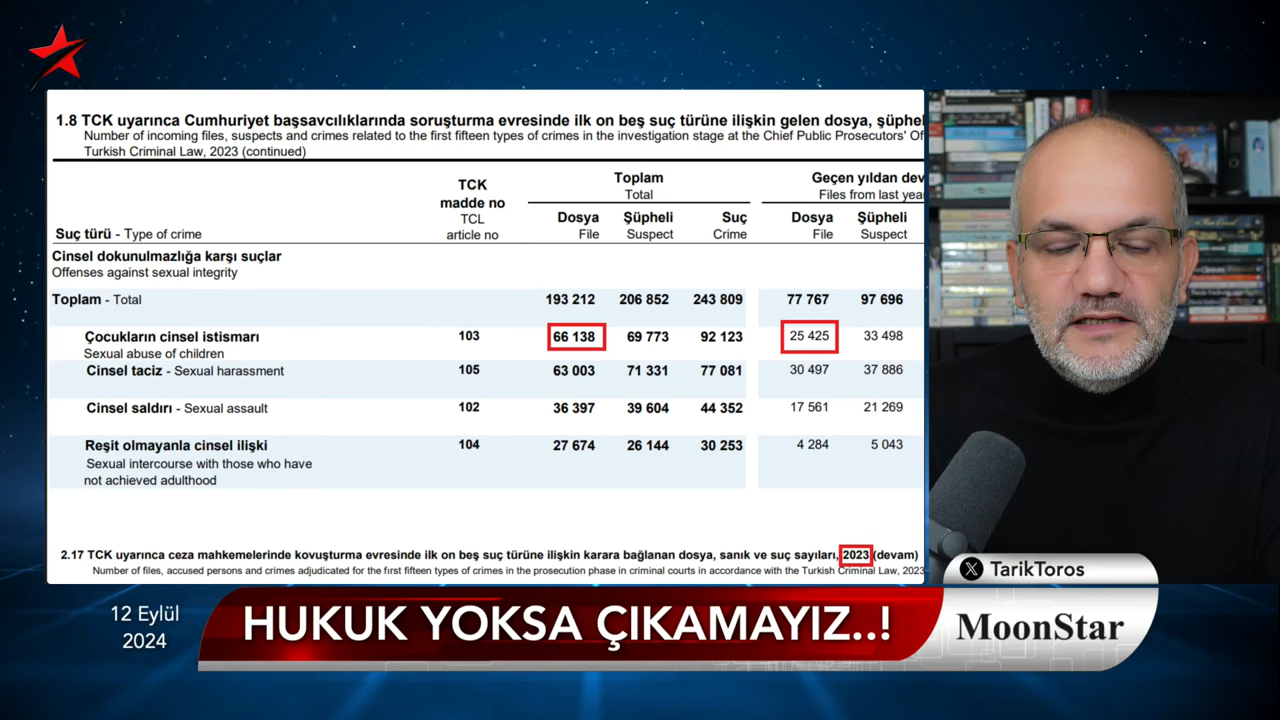 1.8 TCK uyarınca Cumhuriyet başsavcılıklarında soruşturma evresinde ilk on beş suç türüne ilişkin gelen dosya, şüphel
Number of incoming files, suspects and crimes related to the first fifteen types of crimes in the investigation stage at the Chief Public Prosecutors' Of
Turkish Criminal Law, 2023 (continued)
TCK madde no Toplam Geçen yıldan dev
TCL article no Total Files from last year
Suç türü - Type of crime Dosya Şüpheli Suç Dosya Şüpheli
File Suspect Crime File Suspect
Cinsel dokunulmazlığa karşı suçlar
Offenses against sexual integrity
Toplam - Total 193 212 206 852 243 809 77 767 97 696
Çocukların cinsel istismarı 103 66 138 69 773 92 123 25 425 33 498
Sexual abuse of children
Cinsel taciz - Sexual harassment 105 63 003 71 331 77 081 30 497 37 886
Cinsel saldırı - Sexual assault 102 36 397 39 604 44 352 17 561 21 269
Reşit olmayanla cinsel ilişki 104 27 674 26 144 30 253 4 284 5 043
Sexual intercourse with those who have
not achieved adulthood
2.17 TCK uyarınca ceza mahkemelerinde kovuşturma evresinde ilk on beş suç türüne ilişkin karara bağlanan dosya, sanık ve suç sayıları, 2023 (devam)
Number of files, accused persons and crimes adjudicated for the first fifteen types of crimes in the prosecution phase in criminal courts in accordance with the Turkish Criminal Law, 2023
X TarikToros
12 Eylül
2024
HUKUK YOKSA ÇIKAMAYIZ..!
MoonStar